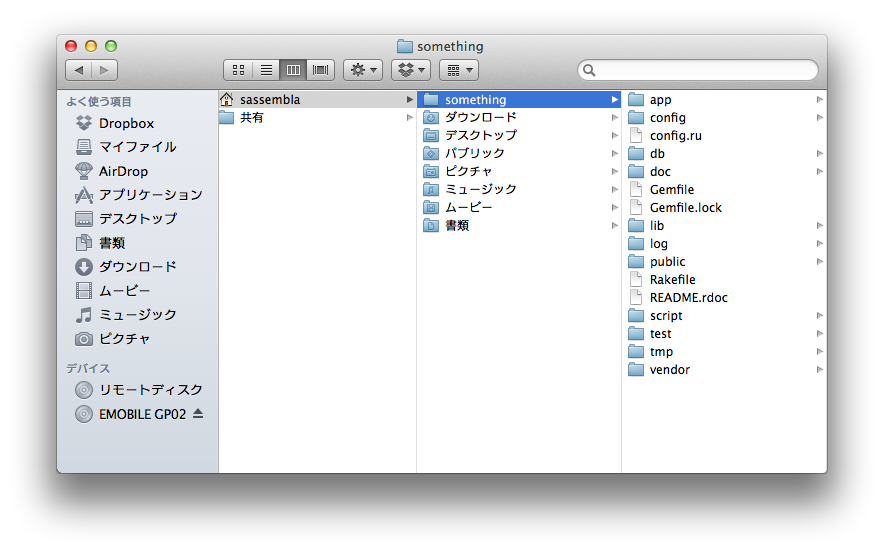 something
よく使う項目
Dropbox
マイファイル
AirDrop
アプリケーション
デスクトップ
書類
ダウンロード
ムービー
ミュージック
ピクチャ
デバイス
リモートディスク
EMOBILE GP02
sassembla
共有
something
ダウンロード
デスクトップ
パブリック
ピクチャ
ミュージック
ムービー
書類
app
config
config.ru
db
doc
Gemfile
Gemfile.lock
lib
log
public
Rakefile
README.rdoc
script
test
tmp
vendor